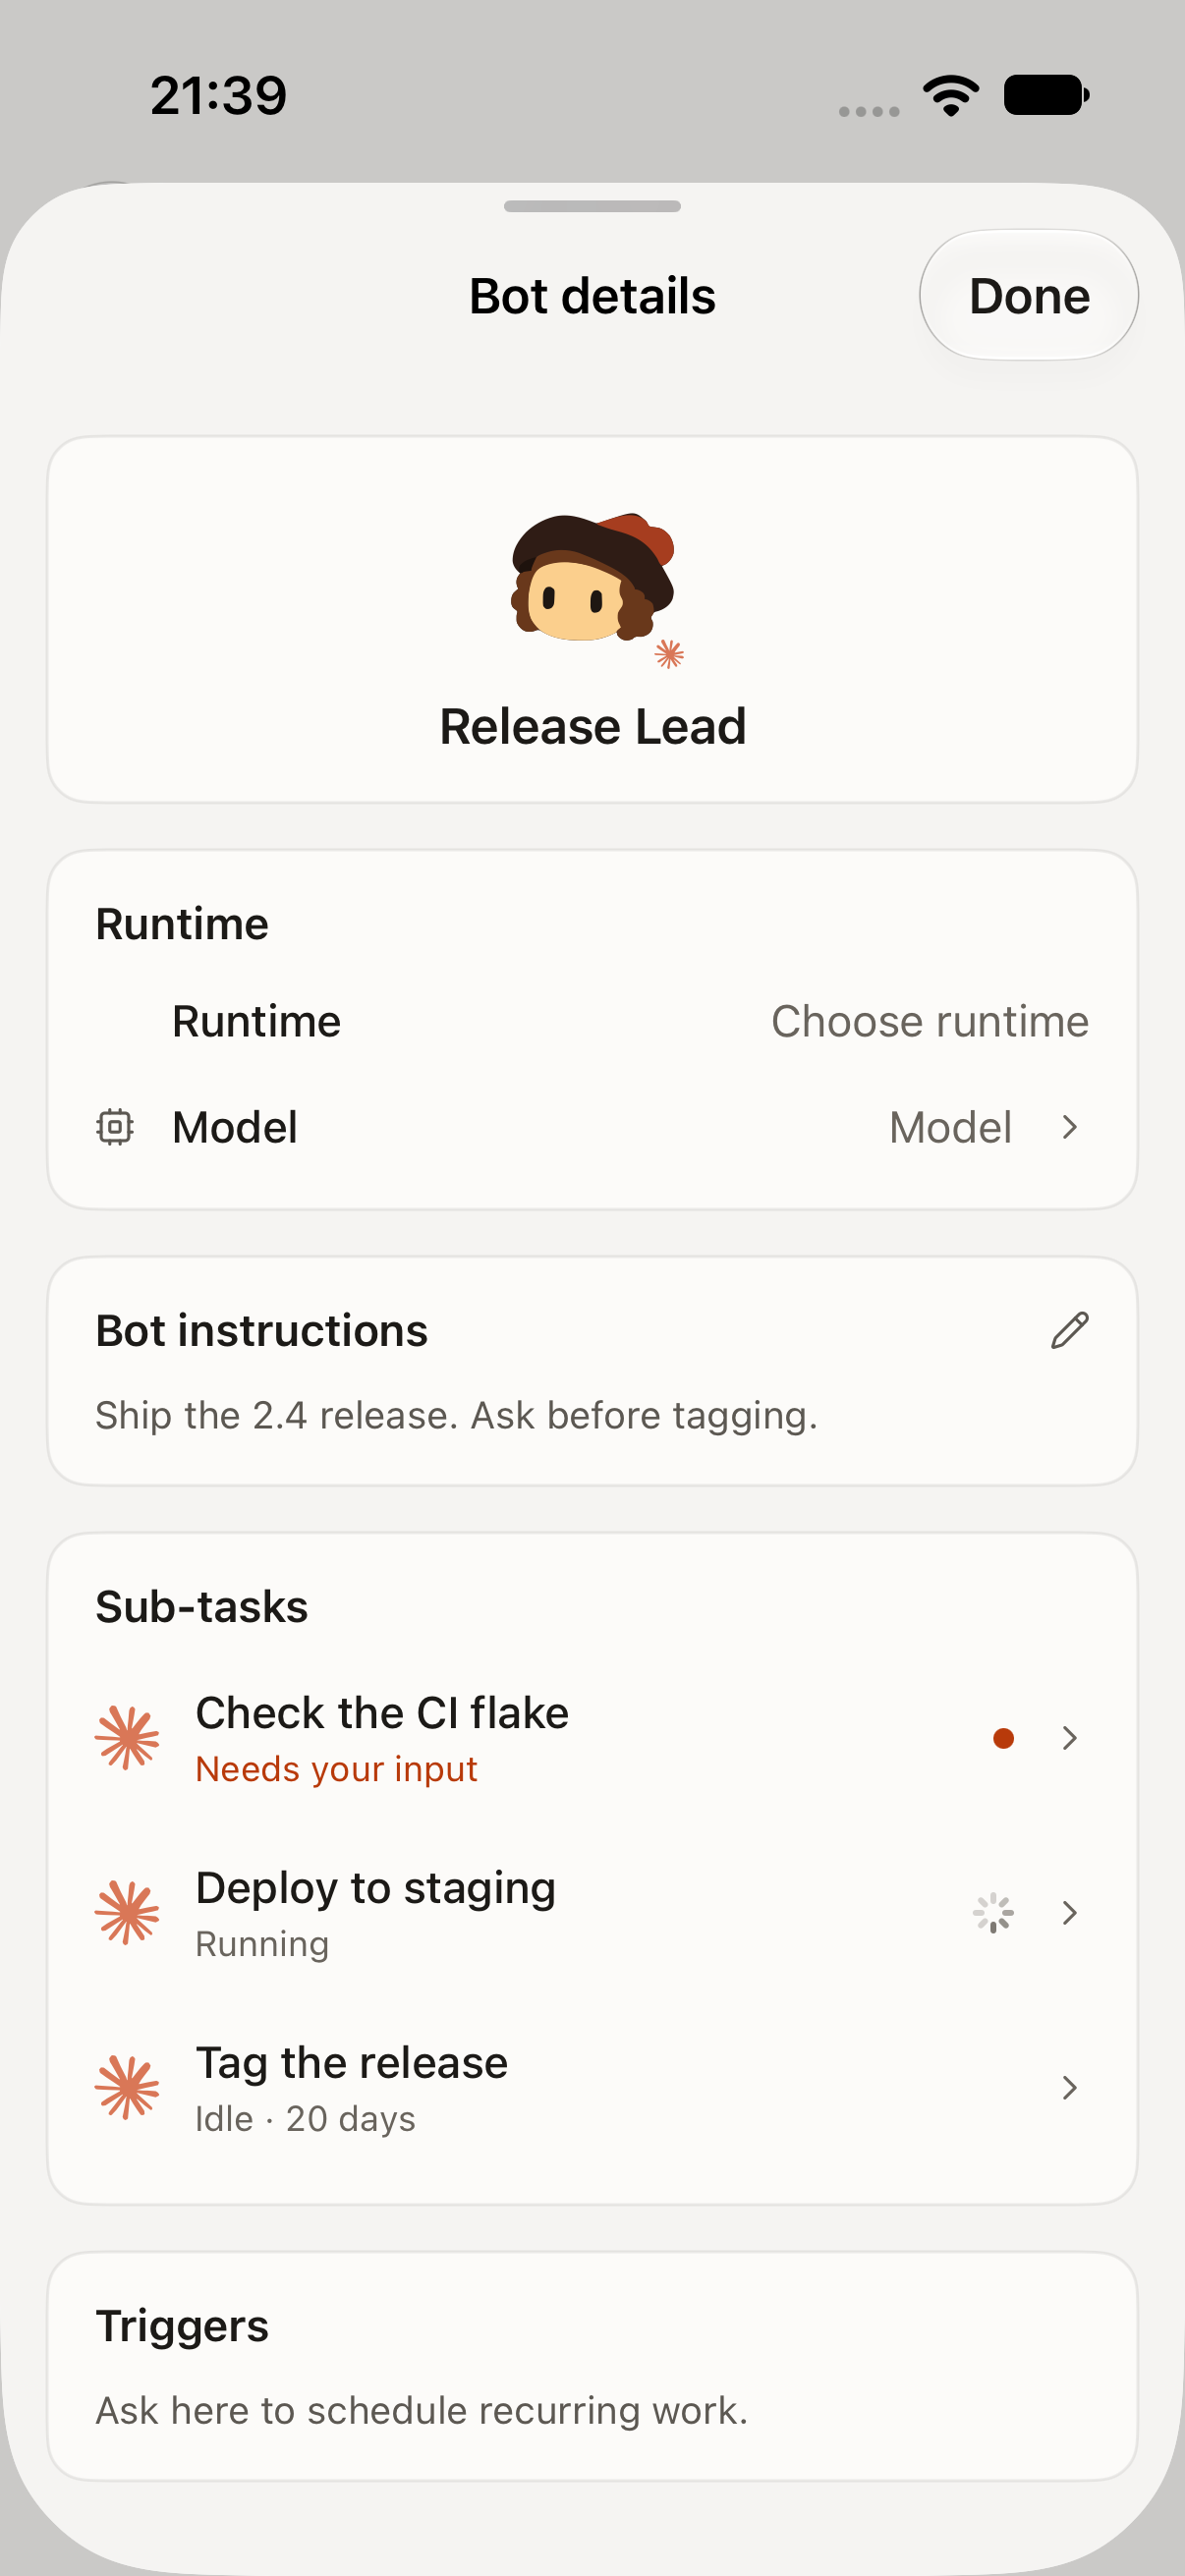 21:39
Bot details
Done
Release Lead
Runtime
Runtime
Choose runtime
Model
Model
Bot instructions
Ship the 2.4 release. Ask before tagging.
Sub-tasks
Check the CI flake
Needs your input
Deploy to staging
Running
Tag the release
Idle · 20 days
Triggers
Ask here to schedule recurring work.